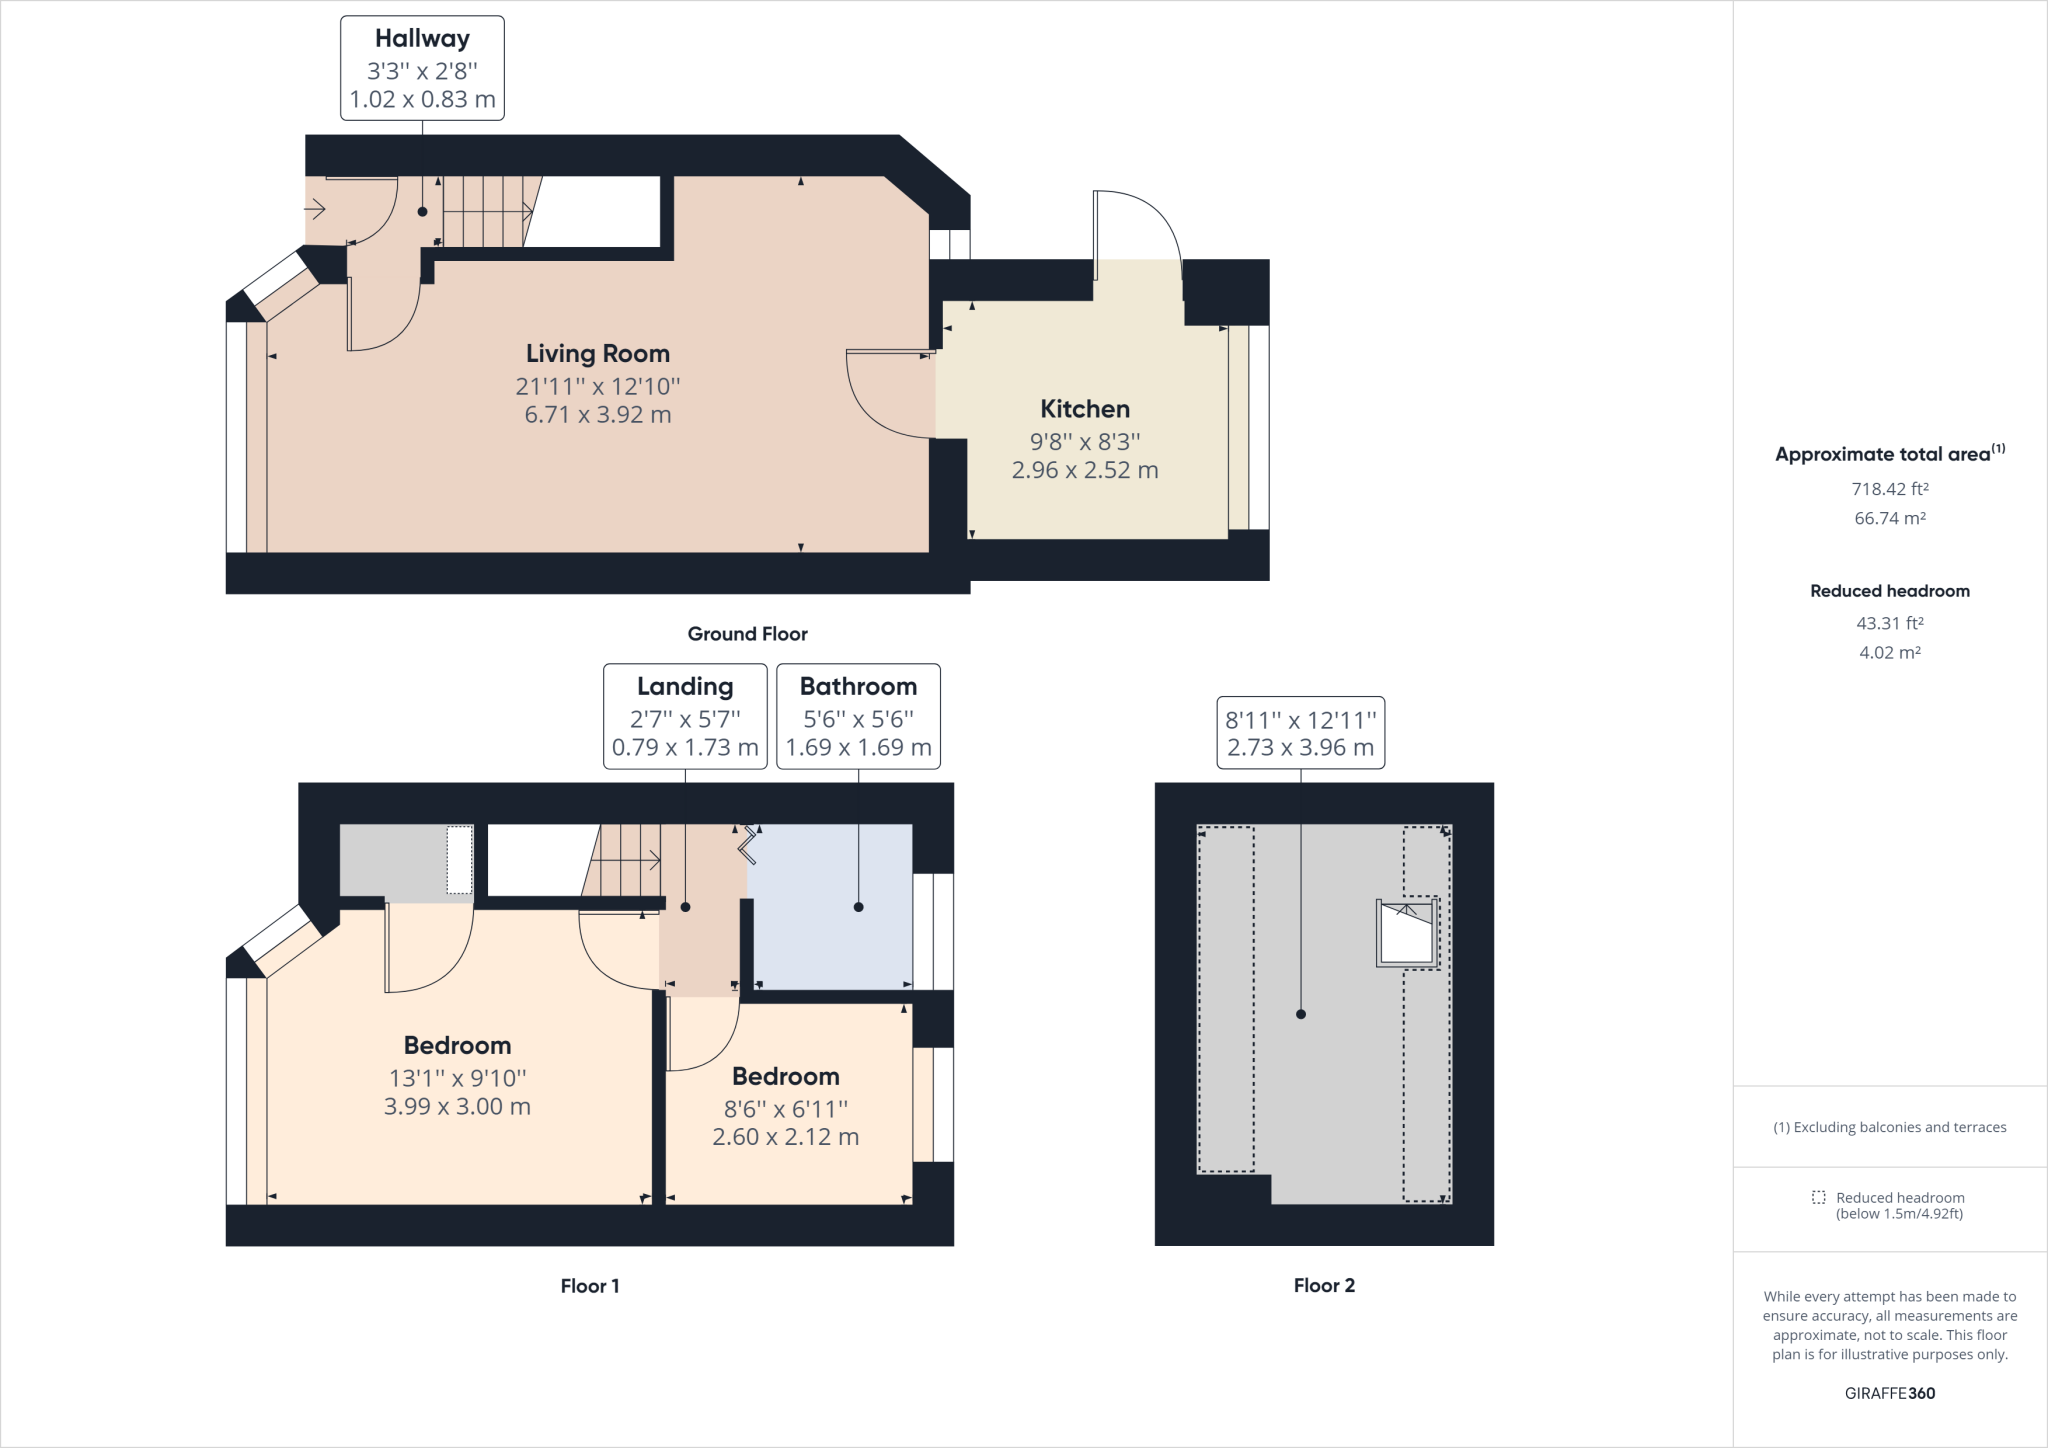 Hallway
3'3'' x 2'8''
1.02 x 0.83 m
Living Room
21'11'' x 12'10''
6.71 x 3.92 m
Kitchen
9'8'' x 8'3''
2.96 x 2.52 m
Ground Floor
Landing
2'7'' x 5'7''
0.79 x 1.73 m
Bathroom
5'6'' x 5'6''
1.69 x 1.69 m
8'11'' x 12'11''
2.73 x 3.96 m
Bedroom
13'1'' x 9'10''
3.99 x 3.00 m
Bedroom
8'6'' x 6'11''
2.60 x 2.12 m
Floor 1
Floor 2
Approximate total area(1)
718.42 ft²
66.74 m²
Reduced headroom
43.31 ft²
4.02 m²
(1) Excluding balconies and terraces
Reduced headroom
(below 1.5m/4.92ft)
While every attempt has been made to
ensure accuracy, all measurements are
approximate, not to scale. This floor
plan is for illustrative purposes only.
GIRAFFE360